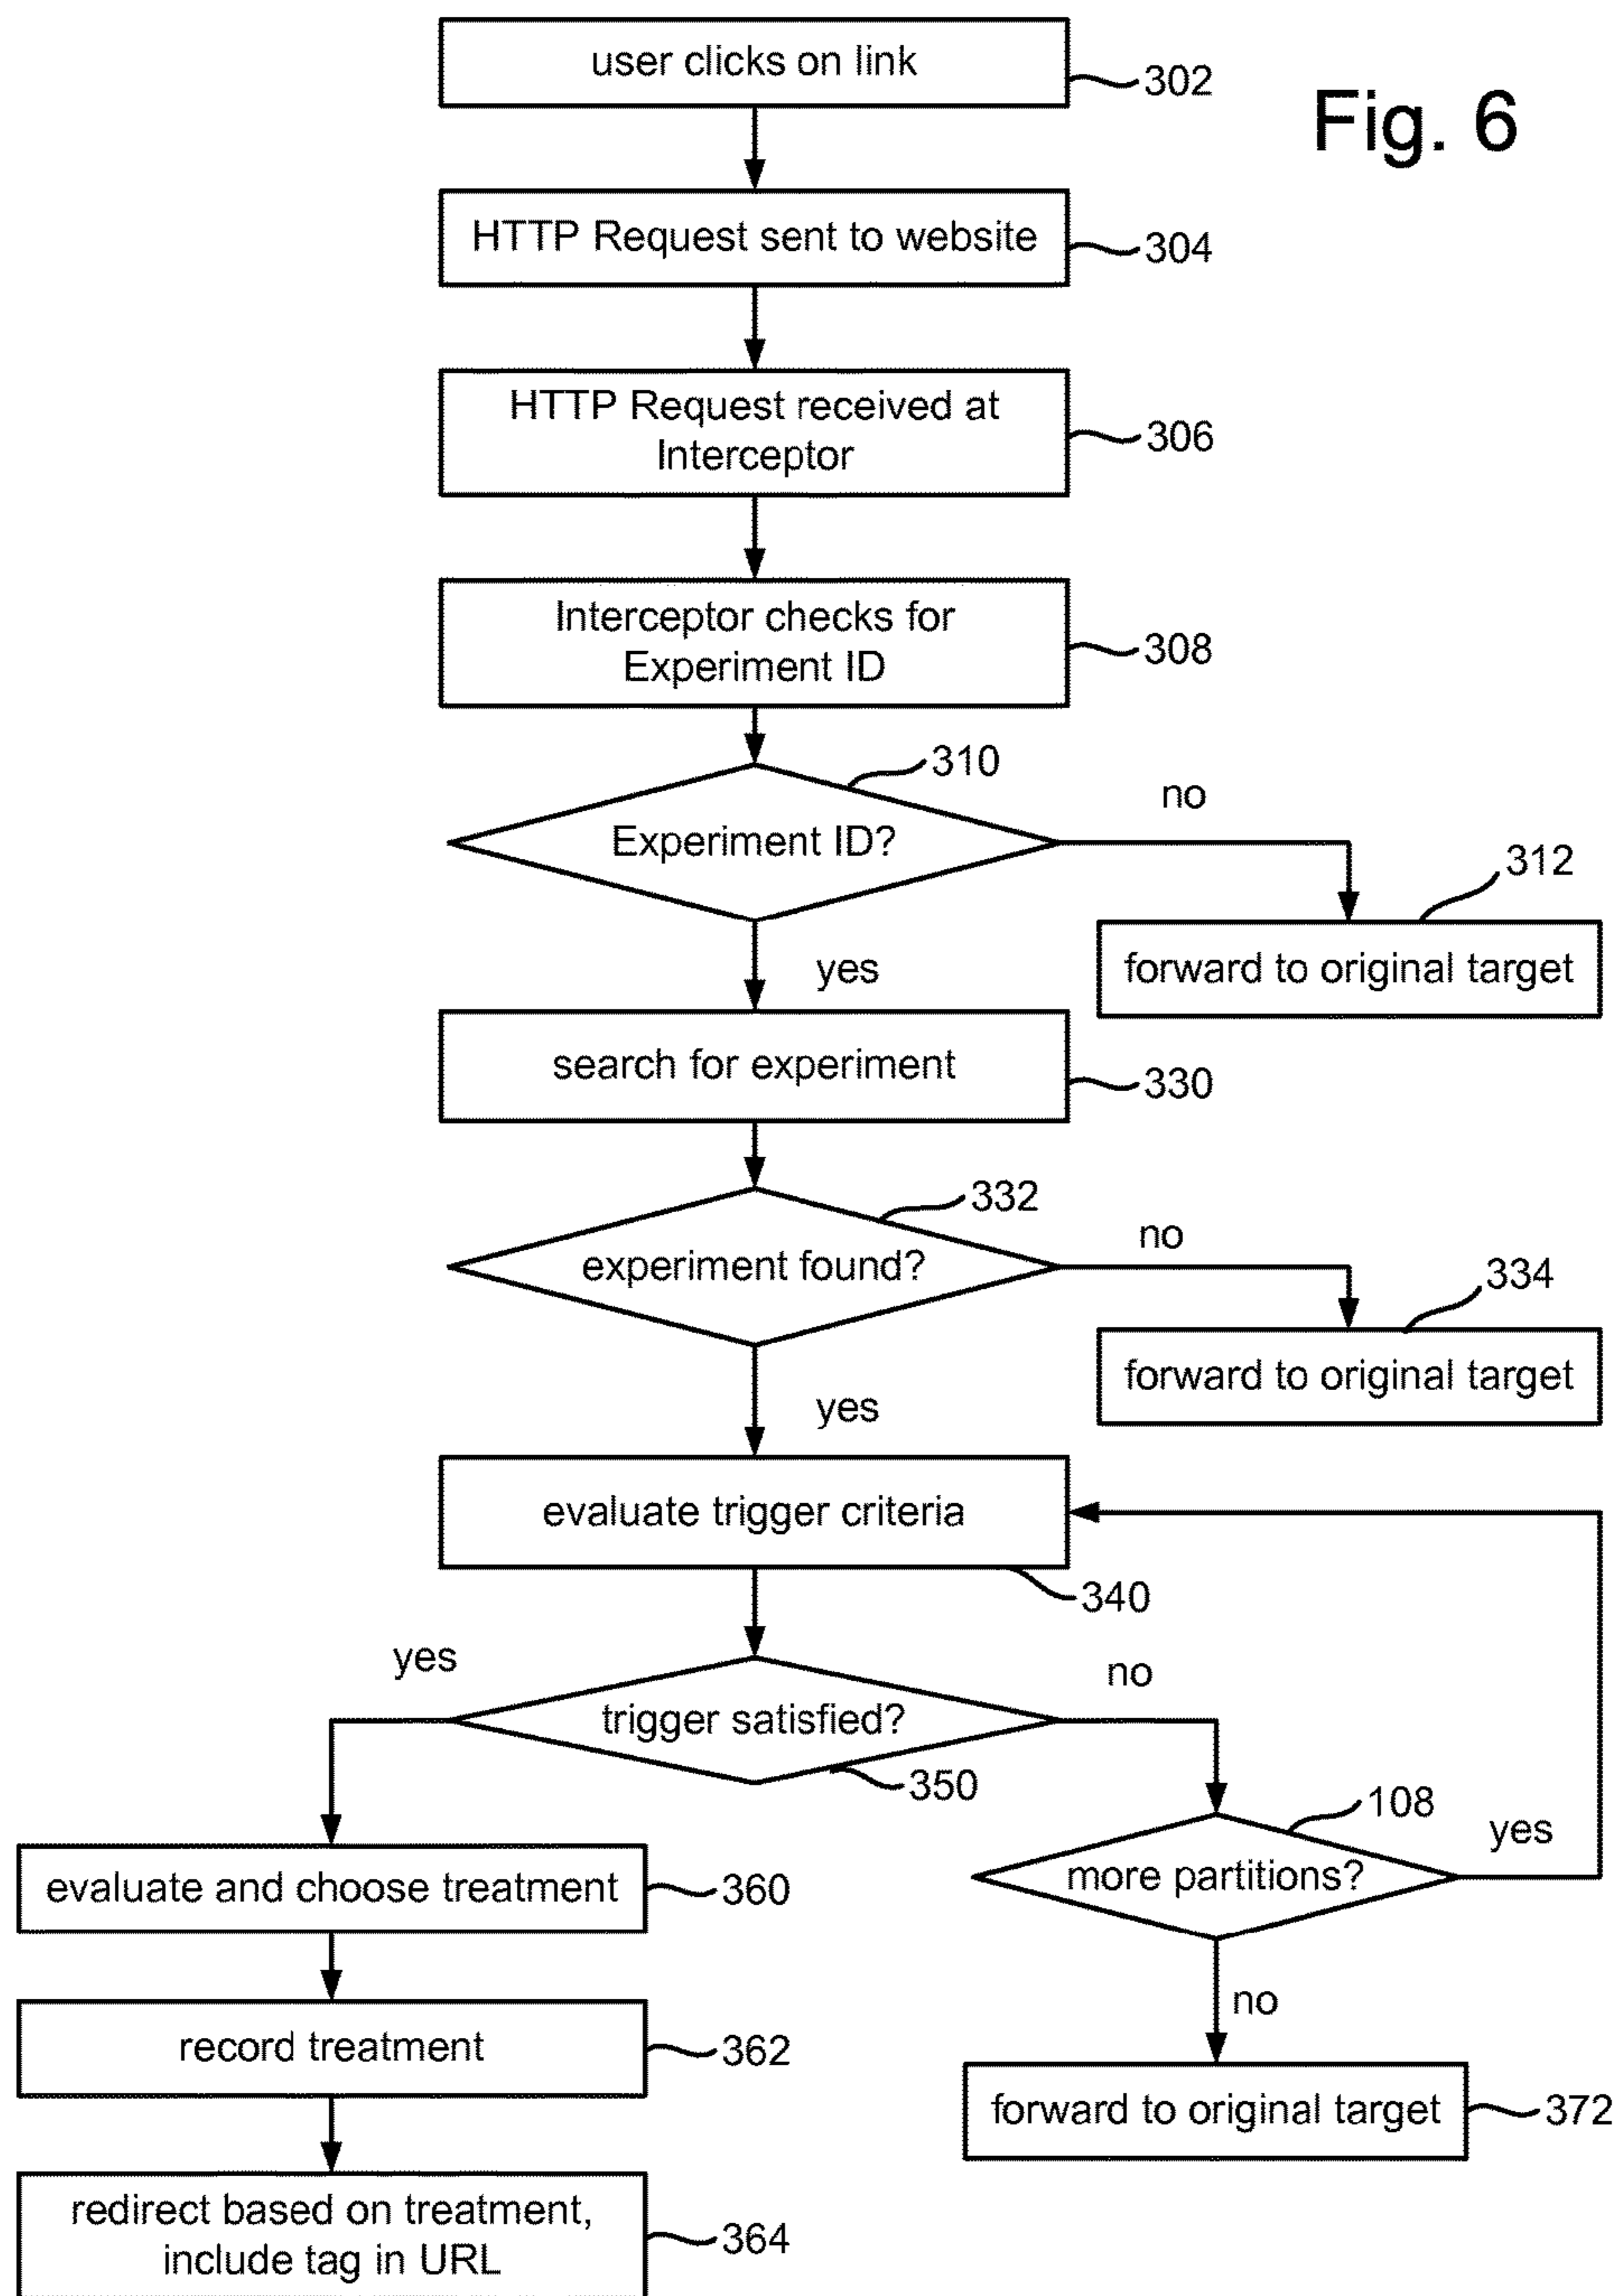 user clicks on link
302
Fig. 6
HTTP Request sent to website
304
HTTP Request received at
Interceptor
306
Interceptor checks for
Experiment ID
308
310
Experiment ID?
no
312
forward to original target
yes
search for experiment
330
332
experiment found?
no
334
forward to original target
yes
evaluate trigger criteria
340
yes
trigger satisfied?
no
350
108
more partitions?
yes
evaluate and choose treatment
360
record treatment
362
no
forward to original target
372
redirect based on treatment,
include tag in URL
364